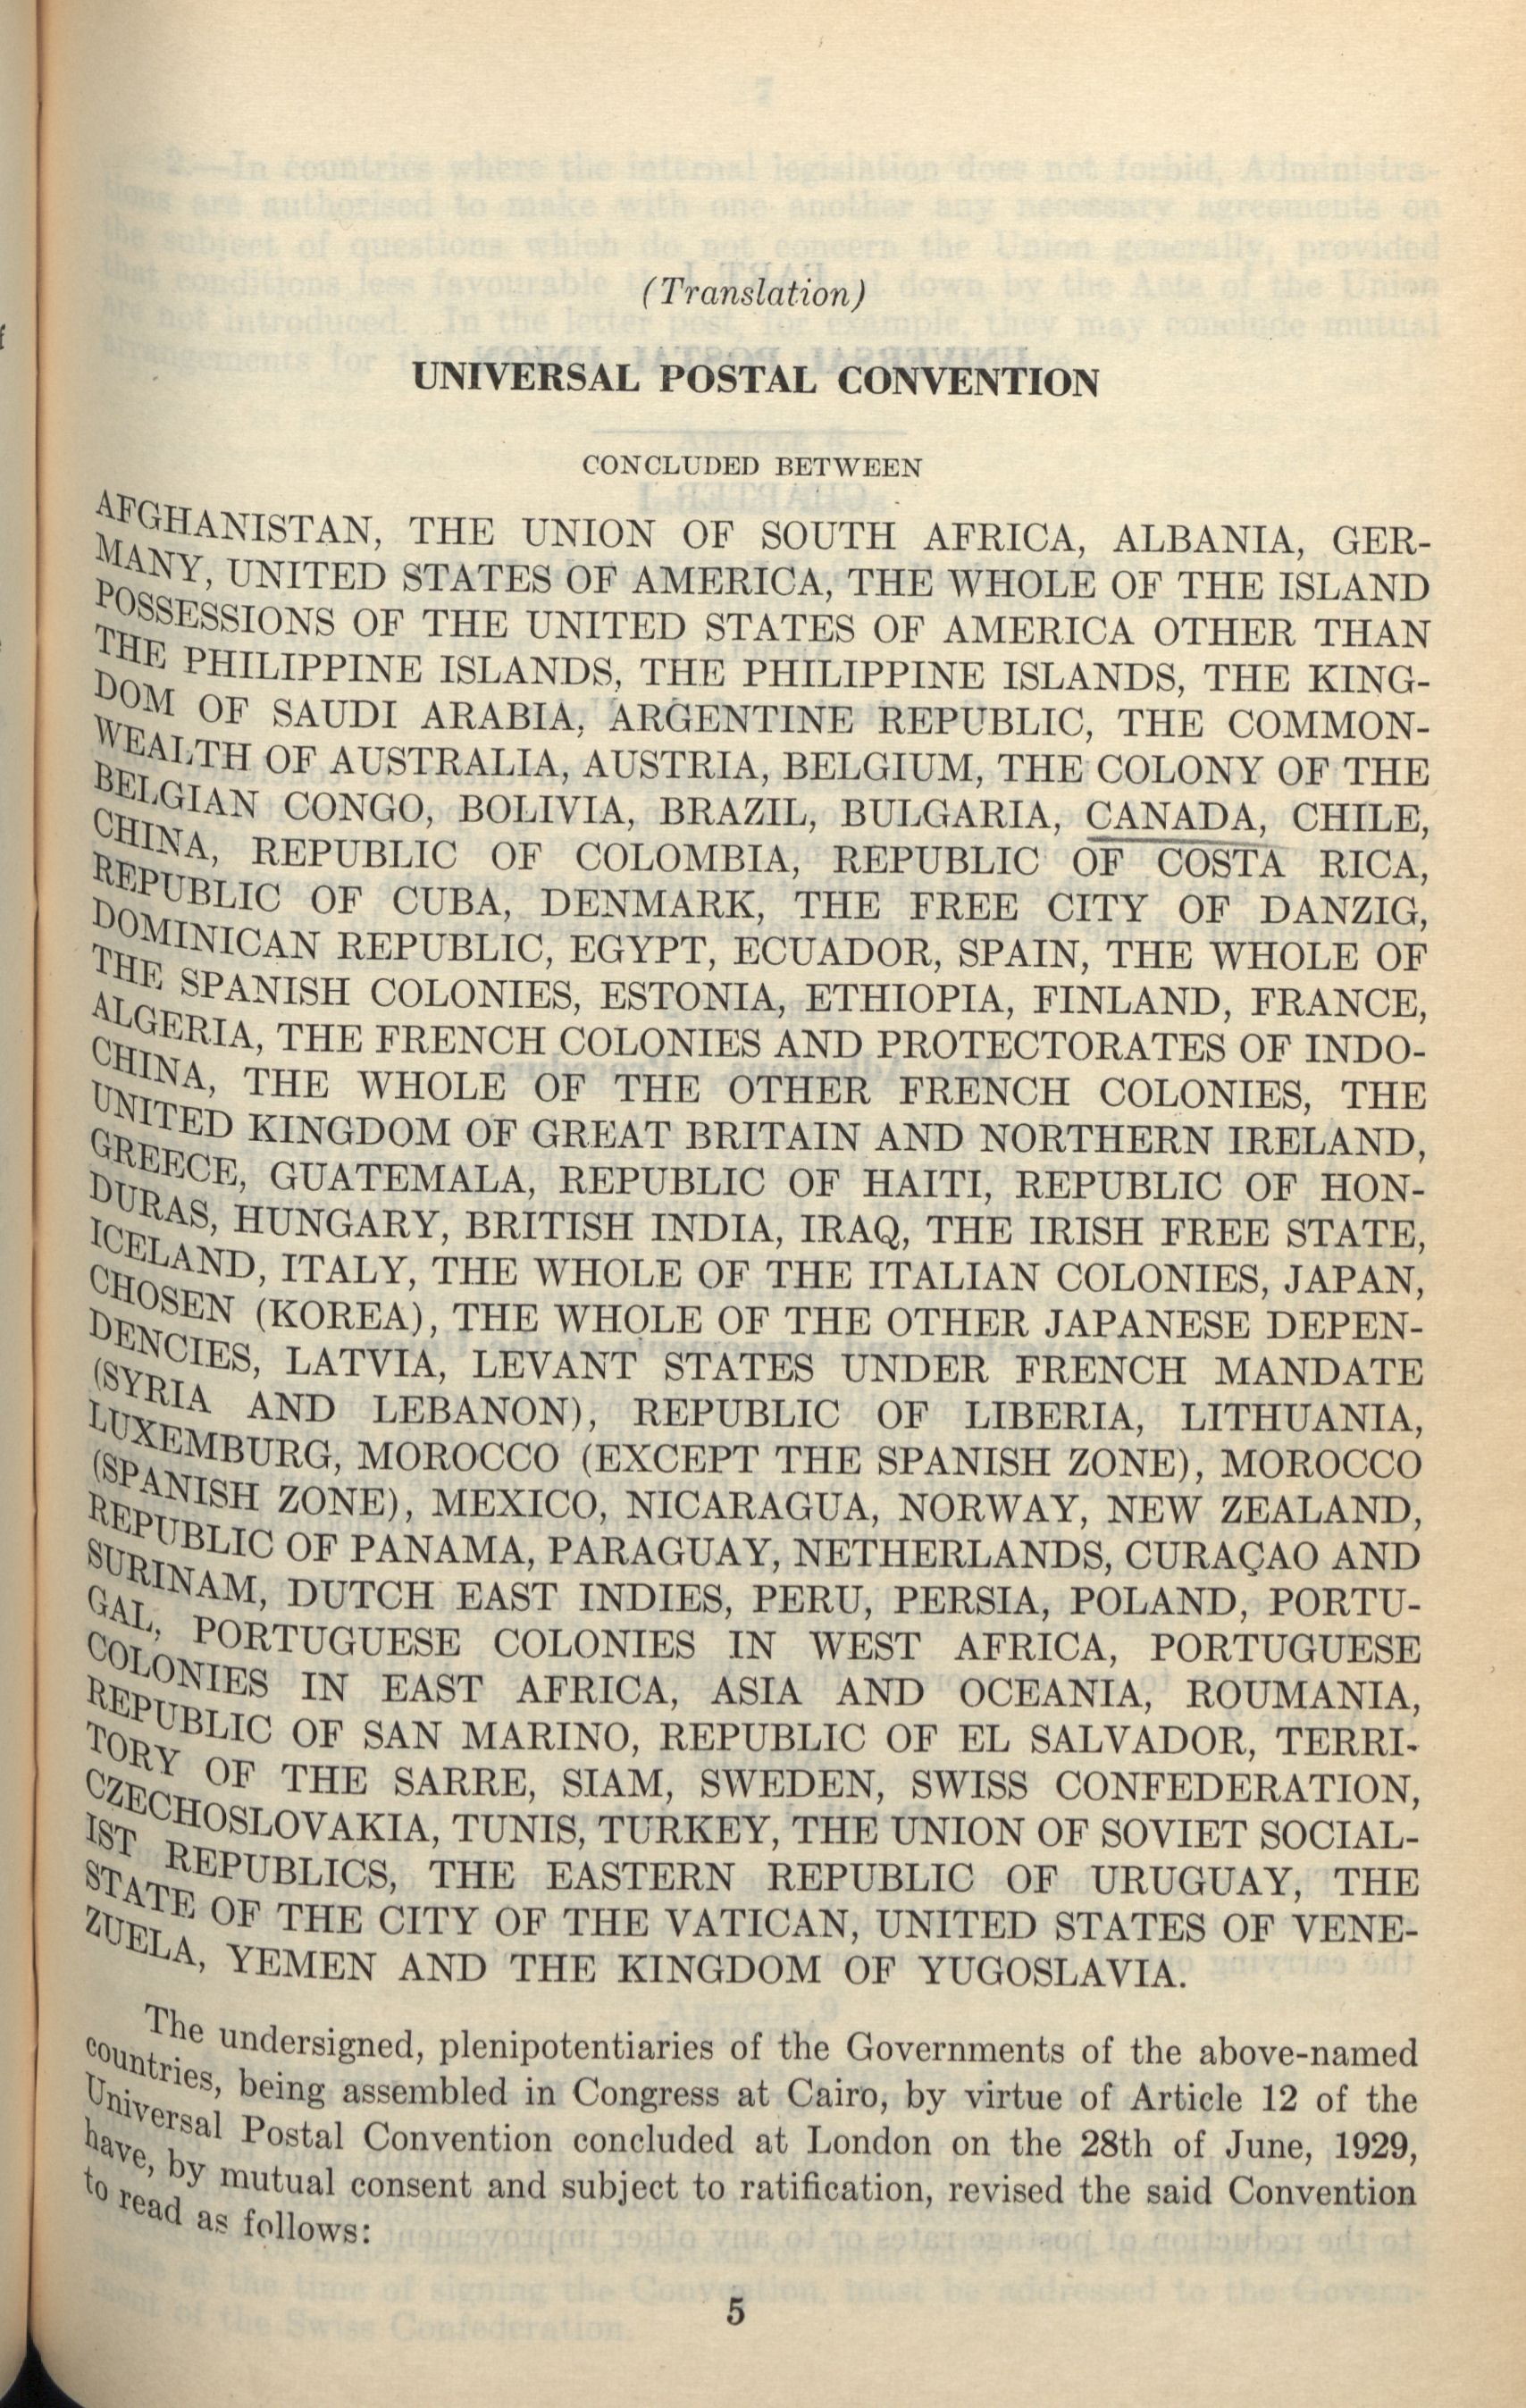 (Translation)
UNIVERSAL POSTAL CONVENTION
CONCLUDED BETWEEN
AFGHANISTAN, THE UNION OF SOUTH AFRICA, ALBANIA, GER-
MANY, UNITED STATES OF AMERICA, THE WHOLE OF THE ISLAND
POSSESSIONS OF THE UNITED STATES OF AMERICA OTHER THAN
THE PHILIPPINE ISLANDS, THE PHILIPPINE ISLANDS, THE KING-
DOM OF SAUDI ARABIA, ARGENTINE REPUBLIC, THE COMMON-
WEALTH OF AUSTRALIA, AUSTRIA, BELGIUM, THE COLONY OF THE
BELGIAN CONGO, BOLIVIA, BRAZIL, BULGARIA, CANADA, CHILE,
CHINA, REPUBLIC OF COLOMBIA, REPUBLIC OF COSTA RICA,
REPUBLIC OF CUBA, DENMARK, THE FREE CITY OF DANZIG,
DOMINICAN REPUBLIC, EGYPT, ECUADOR, SPAIN, THE WHOLE OF
THE SPANISH COLONIES, ESTONIA, ETHIOPIA, FINLAND, FRANCE,
ALGERIA, THE FRENCH COLONIES AND PROTECTORATES OF INDO-
CHINA, THE WHOLE OF THE OTHER FRENCH COLONIES, THE
UNITED KINGDOM OF GREAT BRITAIN AND NORTHERN IRELAND,
GREECE, GUATEMALA, REPUBLIC OF HAITI, REPUBLIC OF HON-
DURAS, HUNGARY, BRITISH INDIA, IRAQ, THE IRISH FREE STATE,
ICELAND, ITALY, THE WHOLE OF THE ITALIAN COLONIES, JAPAN,
CHOSEN (KOREA), THE WHOLE OF THE OTHER JAPANESE DEPEN-
DENCIES, LATVIA, LEVANT STATES UNDER FRENCH MANDATE
(SYRIA AND LEBANON), REPUBLIC OF LIBERIA, LITHUANIA,
LUXEMBURG, MOROCCO (EXCEPT THE SPANISH ZONE), MOROCCO
(SPANISH ZONE), MEXICO, NICARAGUA, NORWAY, NEW ZEALAND,
REPUBLIC OF PANAMA, PARAGUAY, NETHERLANDS, CURAÇAO AND
SURINAM, DUTCH EAST INDIES, PERU, PERSIA, POLAND, PORTU-
GAL, PORTUGUESE COLONIES IN WEST AFRICA, PORTUGUESE
COLONIES IN EAST AFRICA, ASIA AND OCEANIA, ROUMANIA,
REPUBLIC OF SAN MARINO, REPUBLIC OF EL SALVADOR, TERRI-
TORY OF THE SARRE, SIAM, SWEDEN, SWISS CONFEDERATION,
CZECHOSLOVAKIA, TUNIS, TURKEY, THE UNION OF SOVIET SOCIAL-
IST REPUBLICS, THE EASTERN REPUBLIC OF URUGUAY, THE
STATE OF THE CITY OF THE VATICAN, UNITED STATES OF VENE-
ZUELA, YEMEN AND THE KINGDOM OF YUGOSLAVIA.
The undersigned, plenipotentiaries of the Governments of the above-named
countries, being assembled in Congress at Cairo, by virtue of Article 12 of the
Universal Postal Convention concluded at London on the 28th of June, 1929,
have, by mutual consent and subject to ratification, revised the said Convention
to read as follows:
5